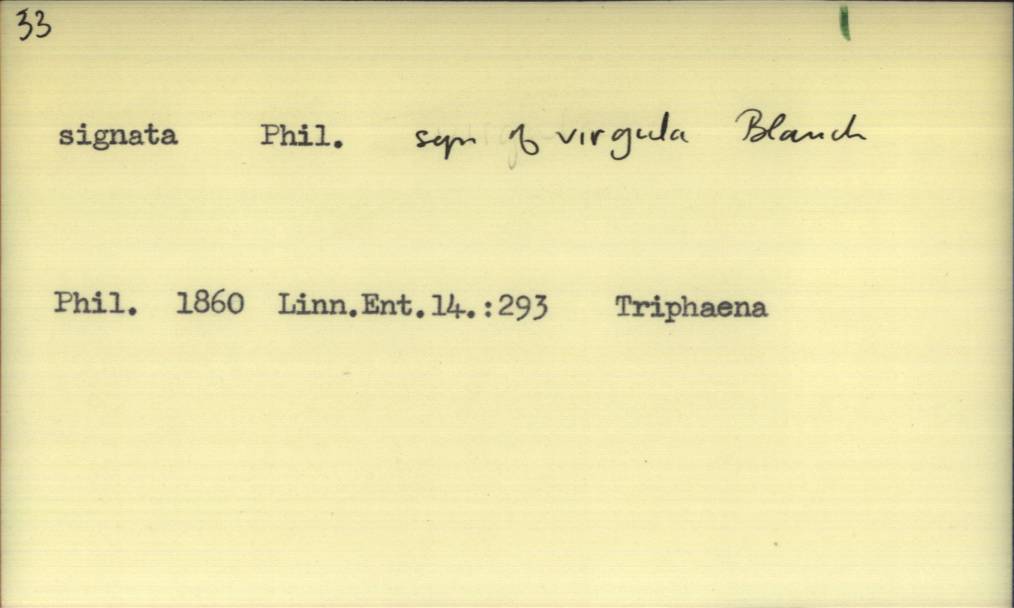 33
signata Phil. syn of virgula Blanch
Phil. 1860 Linn.Ent.14.:293 Triphaena